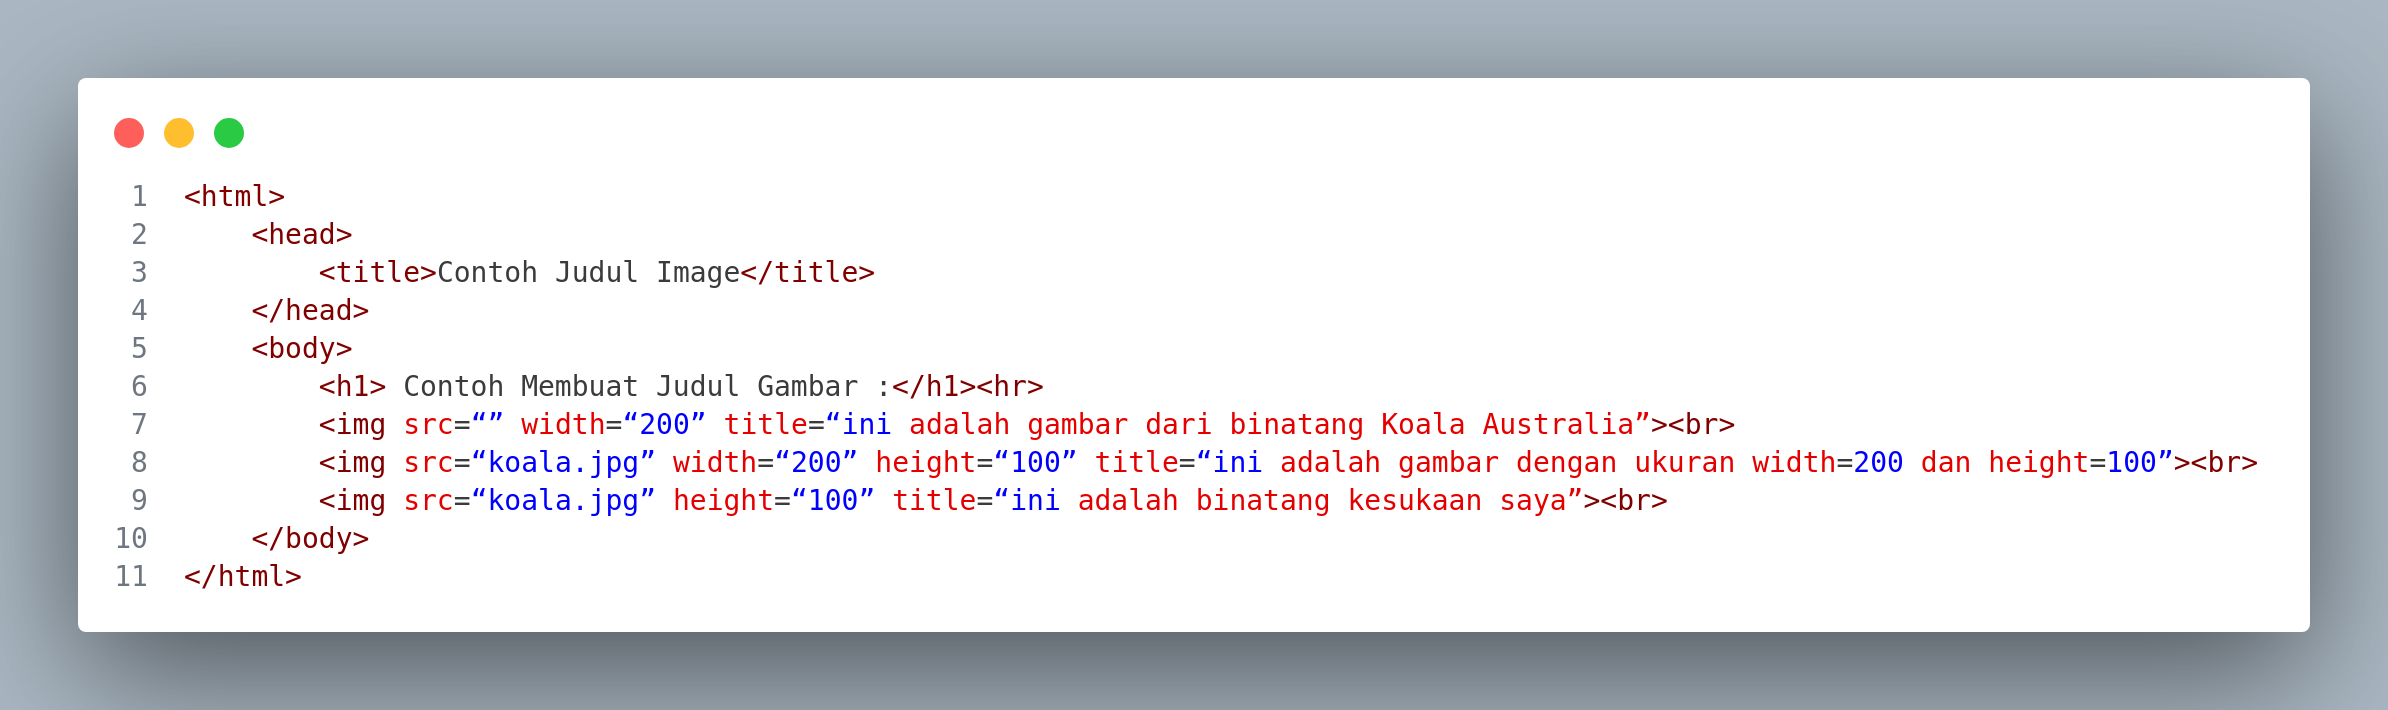 1 <html>
2     <head>
3         <title>Contoh Judul Image</title>
4     </head>
5     <body>
6         <h1> Contoh Membuat Judul Gambar :</h1><hr>
7         <img src=“” width=“200” title=“ini adalah gambar dari binatang Koala Australia”><br>
8         <img src=“koala.jpg” width=“200” height=“100” title=“ini adalah gambar dengan ukuran width=200 dan height=100”><br>
9         <img src=“koala.jpg” height=“100” title=“ini adalah binatang kesukaan saya”><br>
10     </body>
11 </html>